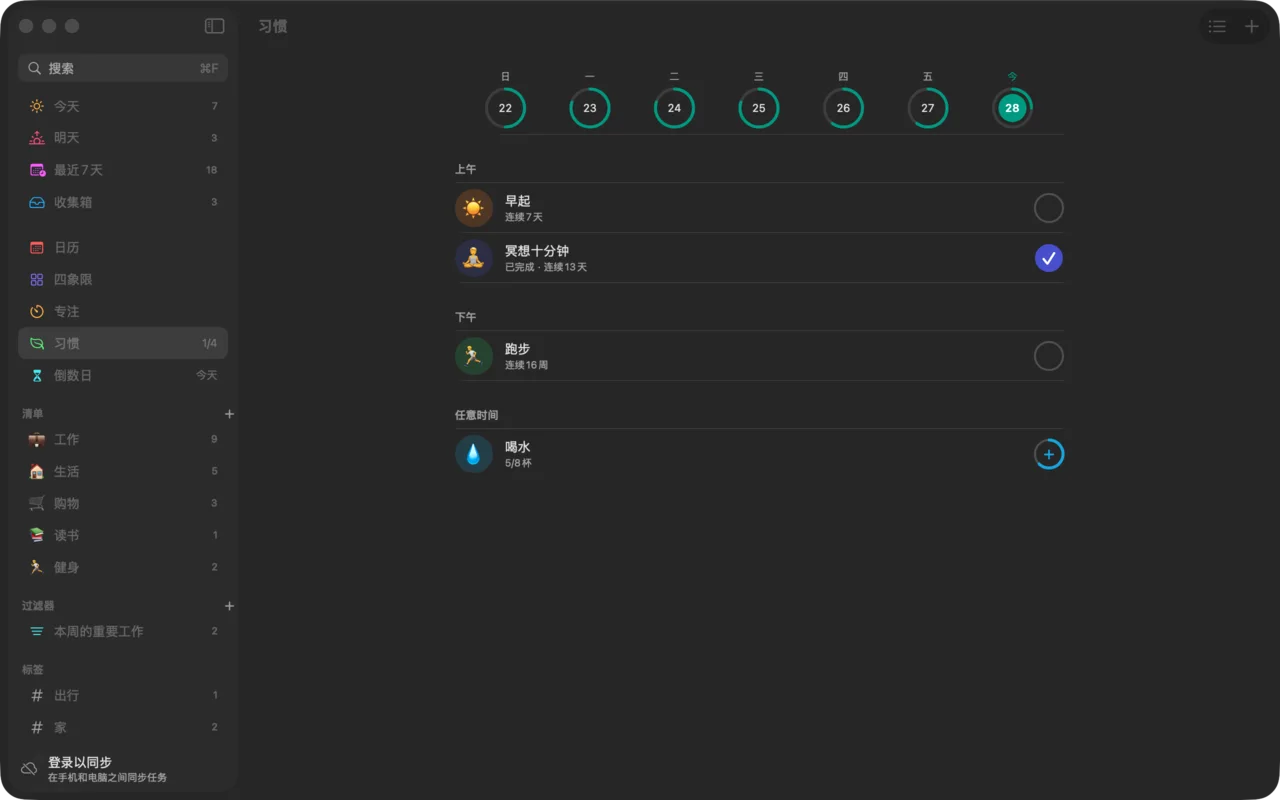 习惯
搜索 ⌘F
今天 7
明天 3
最近7天 18
收集箱 3
日历
四象限
专注
习惯 1/4
倒数日 今天
清单
工作 9
生活 5
购物 3
读书 1
健身 2
过滤器
本周的重要工作 2
标签
# 出行 1
# 家 2
登录以同步
在手机和电脑之间同步任务
日 一 二 三 四 五 今
22 23 24 25 26 27 28
上午
早起
连续7天
冥想十分钟
已完成 · 连续13天
下午
跑步
连续16周
任意时间
喝水
5/8杯